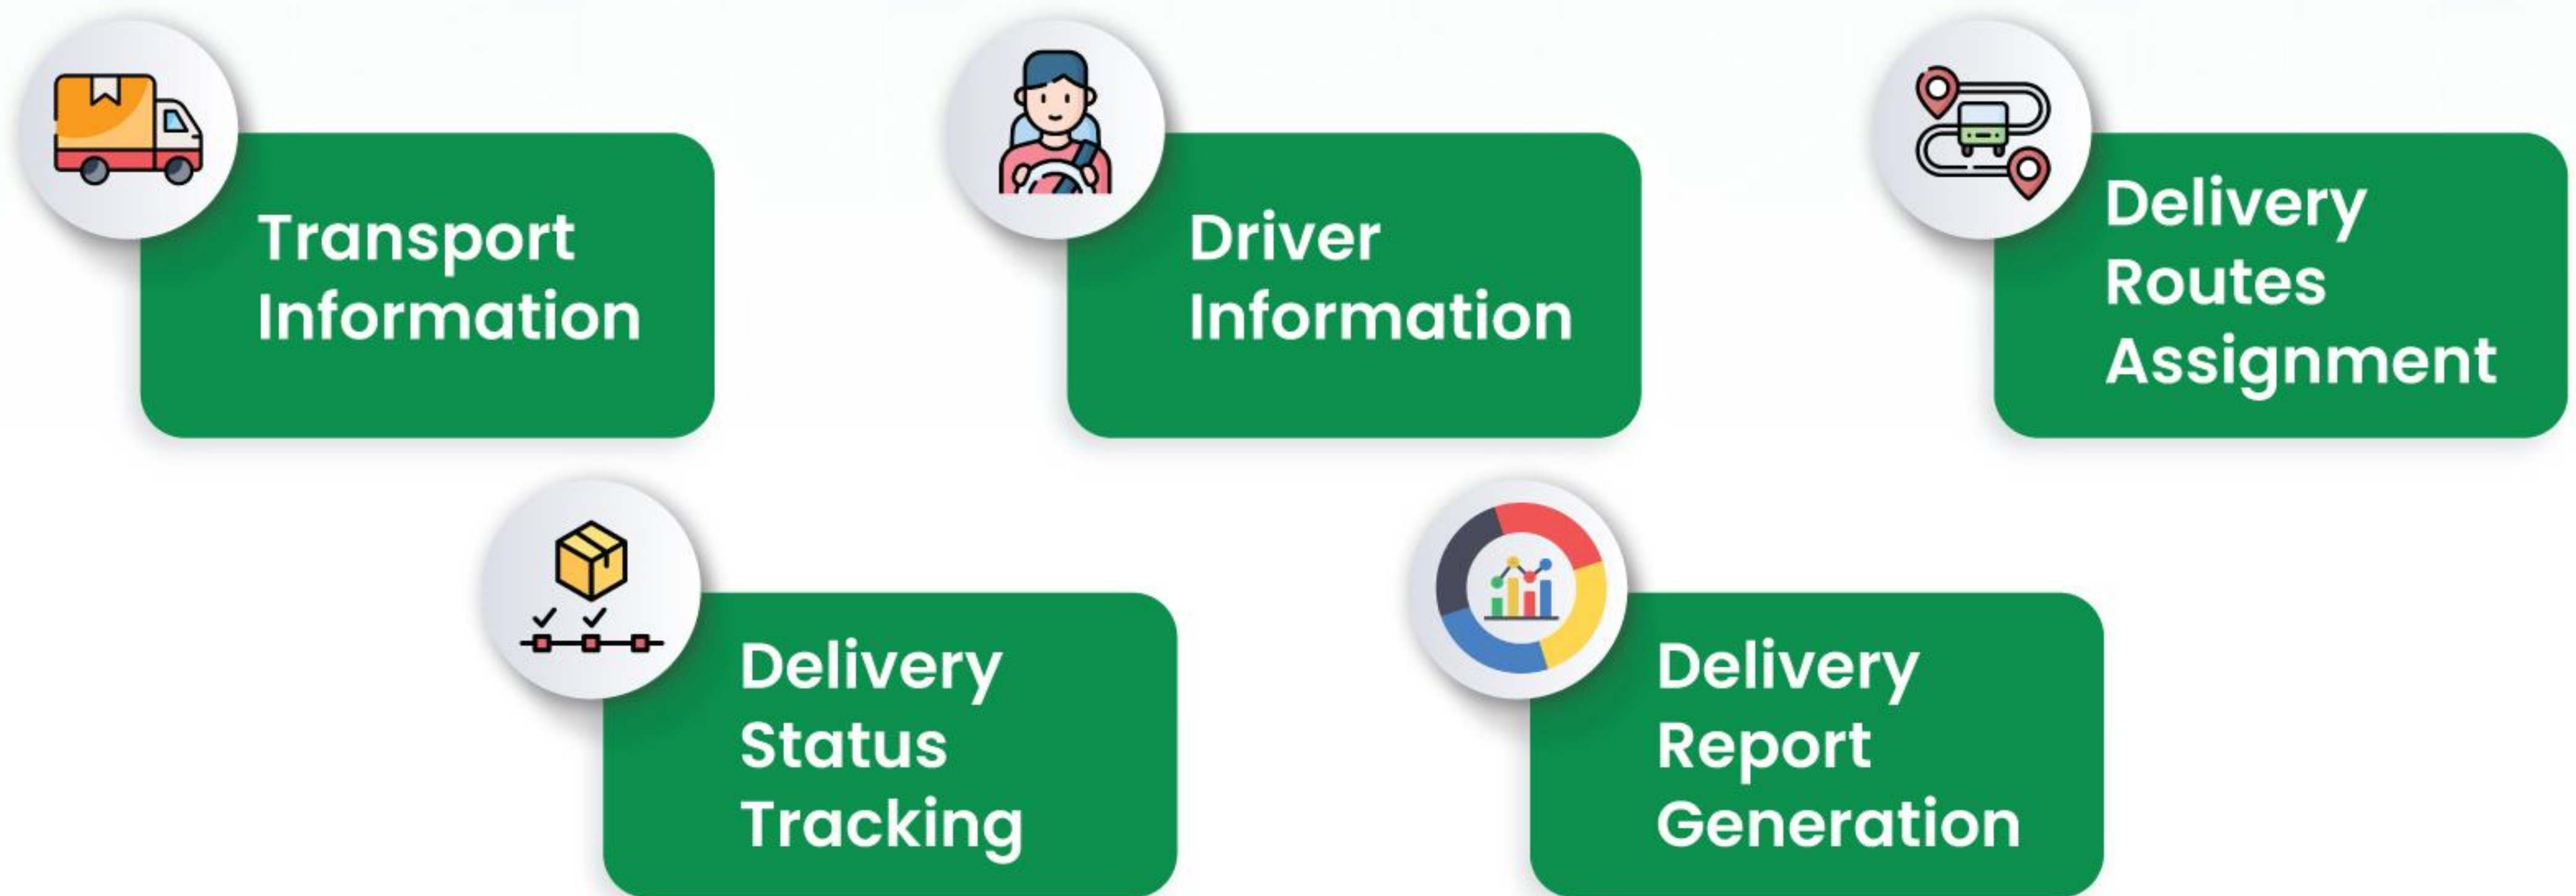 Transport
Information
Driver
Information
Delivery
Routes
Assignment
Delivery
Status
Tracking
Delivery
Report
Generation